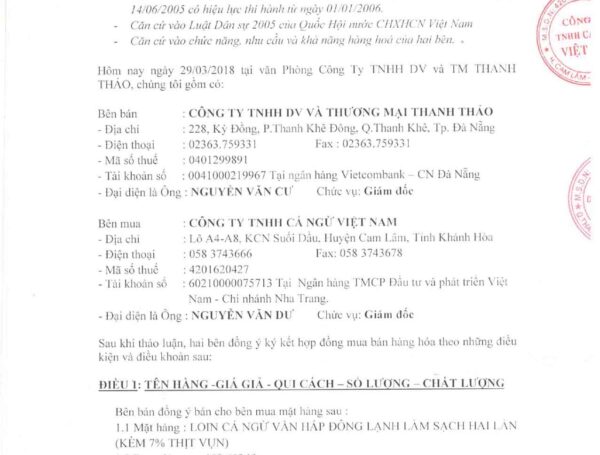 14/06/2005 có hiệu lực thi hành từ ngày 01/01/2006.
- Căn cứ vào Luật Dân sự 2005 của Quốc Hội nước CHXHCN Việt Nam
- Căn cứ vào chức năng, nhu cầu và khả năng hàng hoá của hai bên.
Hôm nay ngày 29/03/2018 tại văn Phòng Công Ty TNHH DV và TM THANH
THẢO, chúng tôi gồm có:
Bên bán : CÔNG TY TNHH DV VÀ THƯƠNG MẠI THANH THẢO
- Địa chỉ : 228, Kỳ Đồng, P.Thanh Khê Đông, Q.Thanh Khê, Tp. Đà Nẵng
- Điện thoại : 02363.759331 Fax : 02363.759331
- Mã số thuế : 0401299891
- Tài khoản số : 0041000219967 Tại ngân hàng Vietcombank – CN Đà Nẵng
- Đại diện là Ông : NGUYỄN VĂN CƯ Chức vụ: Giám đốc
Bên mua : CÔNG TY TNHH CÁ NGỪ VIỆT NAM
- Địa chỉ : Lô A4-A8, KCN Suối Dầu, Huyện Cam Lâm, Tỉnh Khánh Hòa
- Điện thoại : 058 3743666 Fax: 058 3743678
- Mã số thuế : 4201620427
- Tài khoản số : 60210000075713 Tại Ngân hàng TMCP Đầu tư và phát triển Việt
Nam - Chi nhánh Nha Trang.
- Đại diện là Ông : NGUYỄN VĂN DƯ Chức vụ: Giám đốc
Sau khi thảo luận, hai bên đồng ý ký kết hợp đồng mua bán hàng hóa theo những điều
kiện và điều khoản sau:
ĐIỀU 1: TÊN HÀNG -GIÁ GIẢ - QUI CÁCH – SỐ LƯỢNG – CHẤT LƯỢNG
Bên bán đồng ý bán cho bên mua mặt hàng sau :
1.1 Mặt hàng : LOIN CÁ NGỪ VẰN HẤP ĐÔNG LẠNH LÀM SẠCH HAI LẦN
(KÈM 7% THỊT VỤN)
CÔNG
TNHH CÁ
VIỆT